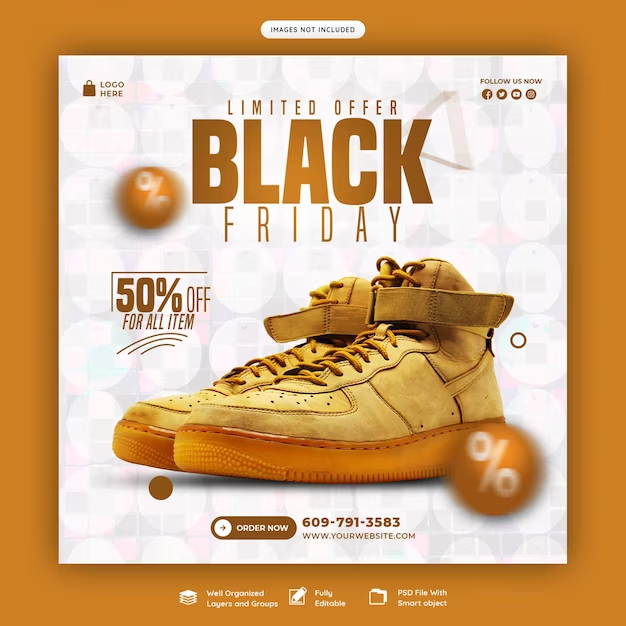 IMAGES NOT INCLUDED
LOGO
HERE
FOLLOW US NOW
LIMITED OFFER
BLACK
FRIDAY
%
50% OFF
FOR ALL ITEM
%
ORDER NOW
609-791-3583
WWW.YOURWEBSITE.COM
Well Organized
Layers and Groups
Fully
Editable
PSD File With
Smart object